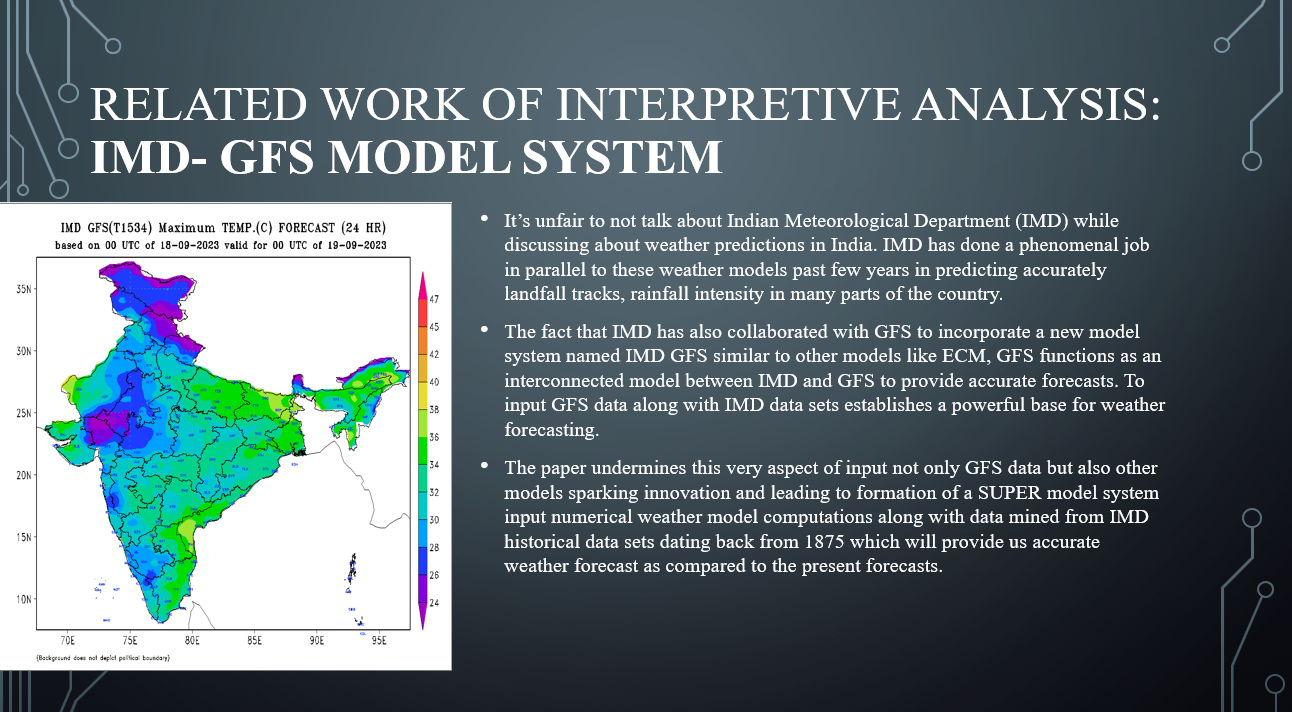 RELATED WORK OF INTERPRETIVE ANALYSIS:
IMD- GFS MODEL SYSTEM
IMD GFS(T1534) Maximum TEMP.(C) FORECAST (24 HR)
based on 00 UTC of 18-09-2023 valid for 00 UTC of 19-09-2023
35N
30N
25N
20N
15N
10N
70E 75E 80E 85E 90E 95E
47
45
42
40
38
36
34
32
30
28
26
24
(Background does not depict political boundary)
• It’s unfair to not talk about Indian Meteorological Department (IMD) while
discussing about weather predictions in India. IMD has done a phenomenal job
in parallel to these weather models past few years in predicting accurately
landfall tracks, rainfall intensity in many parts of the country.
• The fact that IMD has also collaborated with GFS to incorporate a new model
system named IMD GFS similar to other models like ECM, GFS functions as an
interconnected model between IMD and GFS to provide accurate forecasts. To
input GFS data along with IMD data sets establishes a powerful base for weather
forecasting.
• The paper undermines this very aspect of input not only GFS data but also other
models sparking innovation and leading to formation of a SUPER model system
input numerical weather model computations along with data mined from IMD
historical data sets dating back from 1875 which will provide us accurate
weather forecast as compared to the present forecasts.